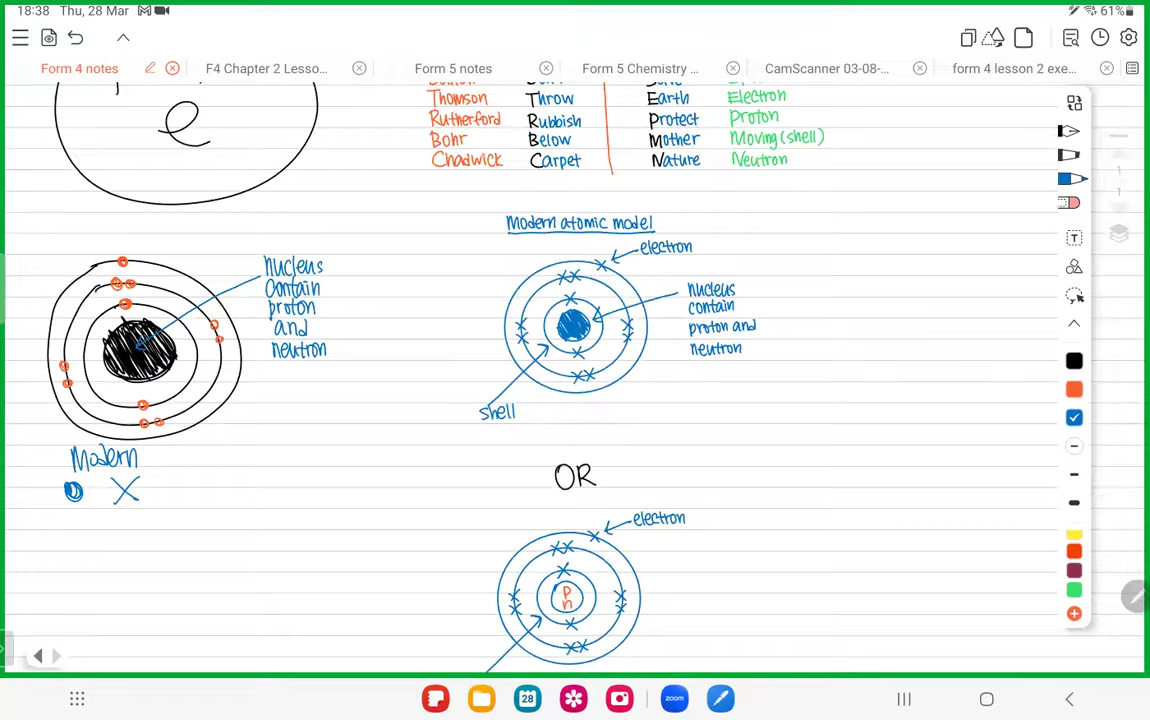 18:38 Thu, 28 Mar
61%
Form 4 notes
F4 Chapter 2 Lesso...
Form 5 notes
Form 5 Chemistry ...
CamScanner 03-08-...
form 4 lesson 2 exe...
e
Thomson Throw Earth Electron
Rutherford Rubbish Protect Proton
Bohr Below Mother Moving (shell)
Chadwick Carpet Nature Neutron
Modern atomic model
electron
nucleus
contain
proton and
neutron
shell
nucleus
contain
proton
and
neutron
Modern
X
OR
electron
P
n
28
zoom